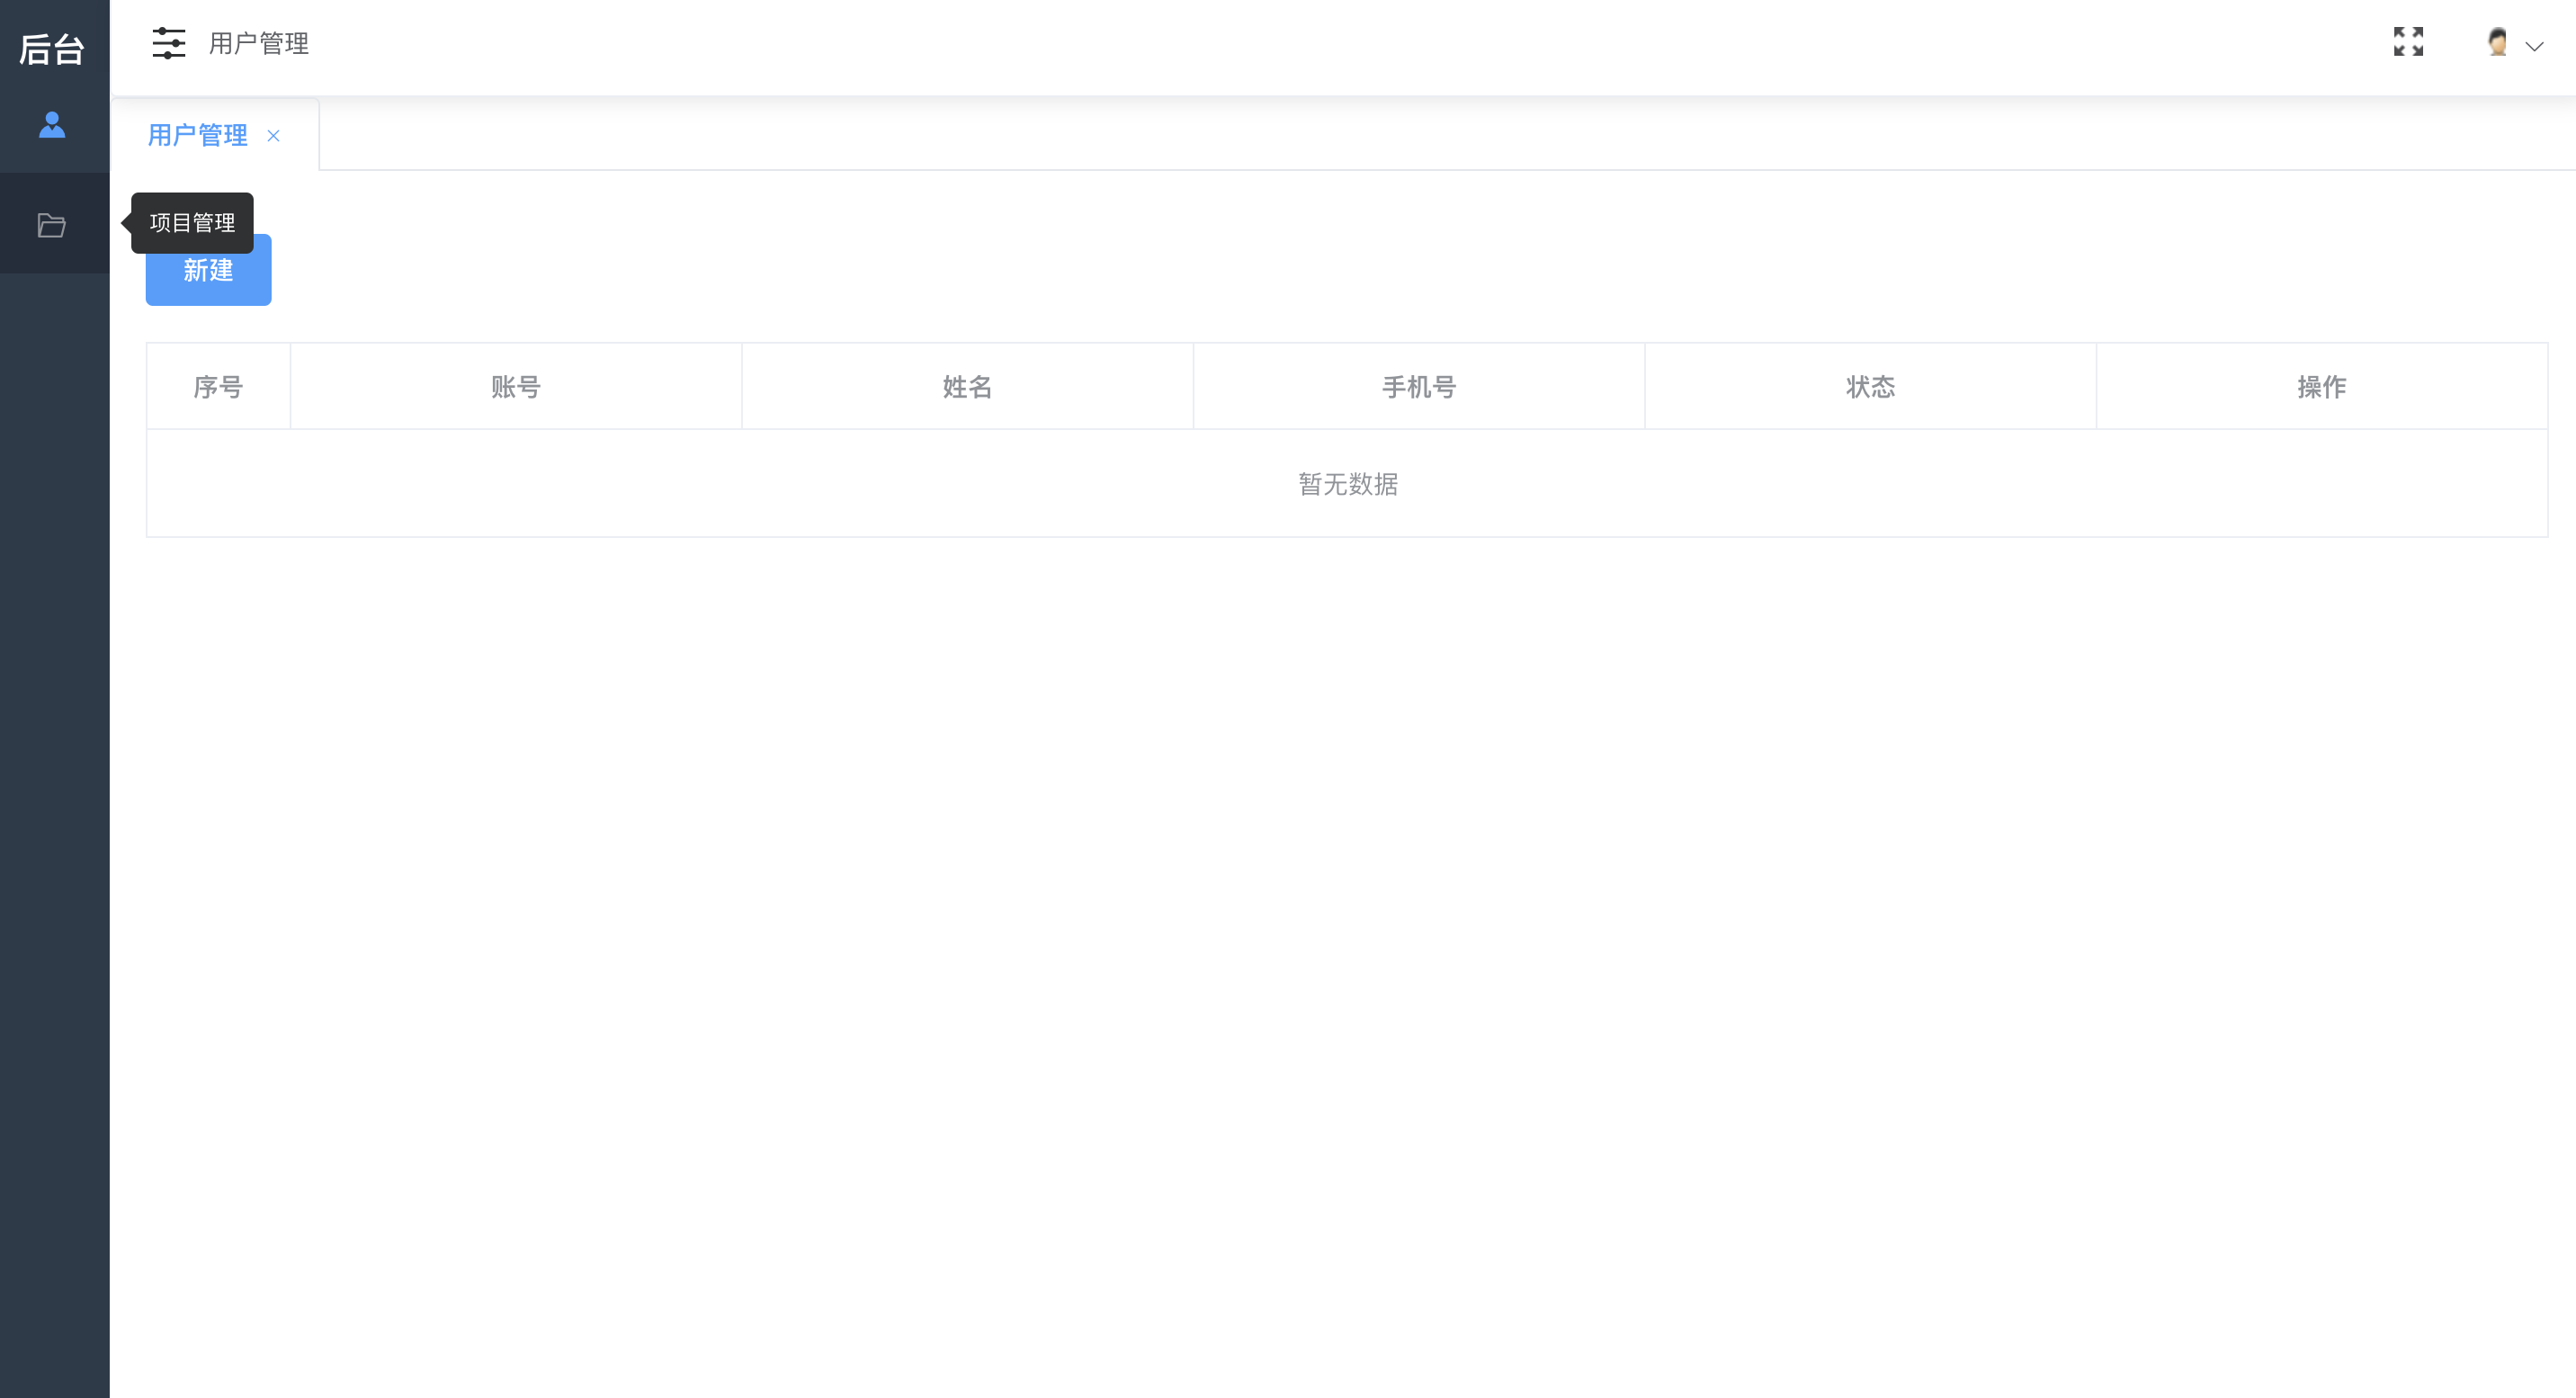 后台
用户管理
用户管理
项目管理
新建
序号 账号 姓名 手机号 状态 操作
暂无数据